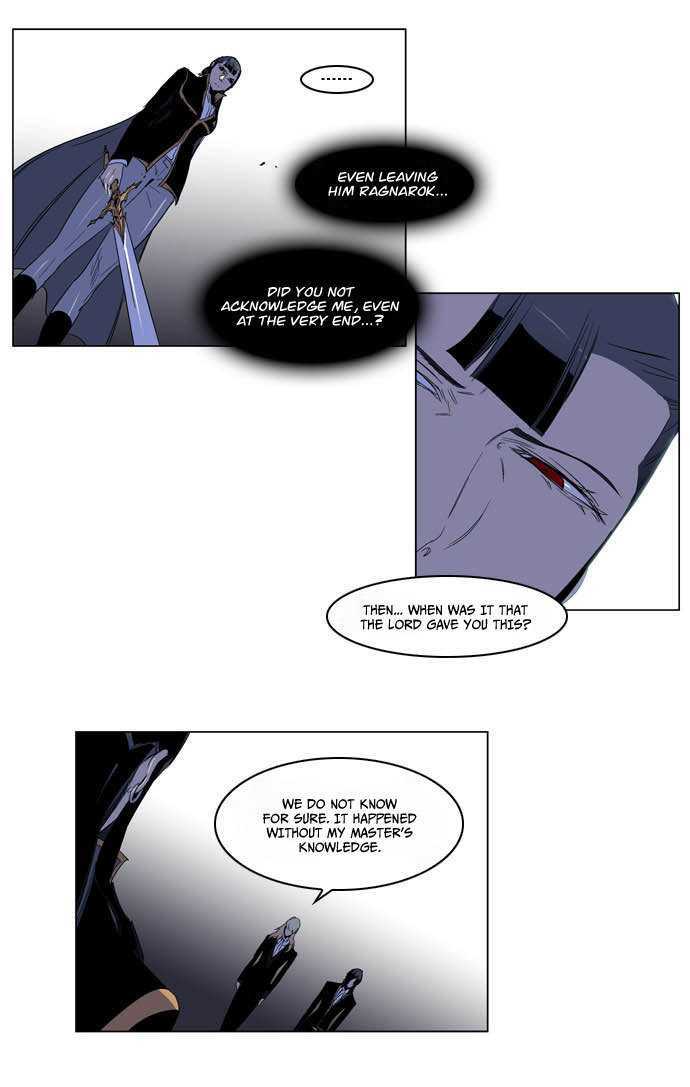 ......
EVEN LEAVING
HIM RAGNAROK...
DID YOU NOT
ACKNOWLEDGE ME, EVEN
AT THE VERY END...?
THEN... WHEN WAS IT THAT
THE LORD GAVE YOU THIS?
WE DO NOT KNOW
FOR SURE. IT HAPPENED
WITHOUT MY MASTER'S
KNOWLEDGE.